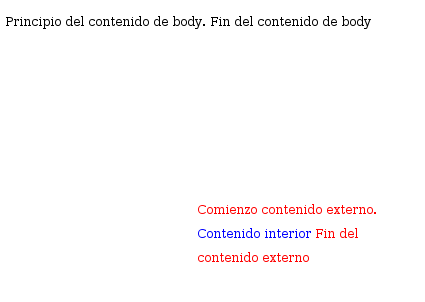 Principio del contenido de body. Fin del contenido de body
Comienzo contenido externo.
Contenido interior Fin del
contenido externo